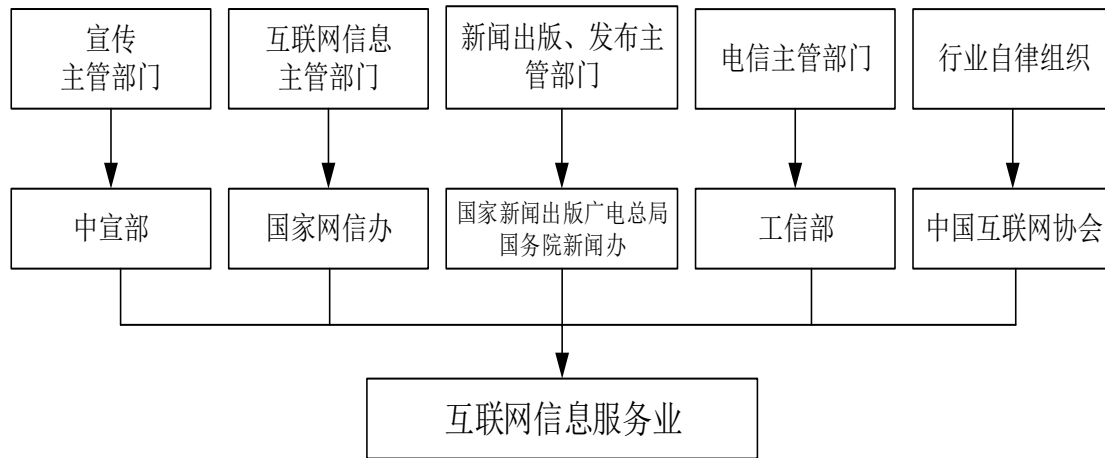 宣传
主管部门
互联网信息
主管部门
新闻出版、发布主
管部门
电信主管部门
行业自律组织
中宣部
国家网信办
国家新闻出版广电总局
国务院新闻办
工信部
中国互联网协会
互联网信息服务业